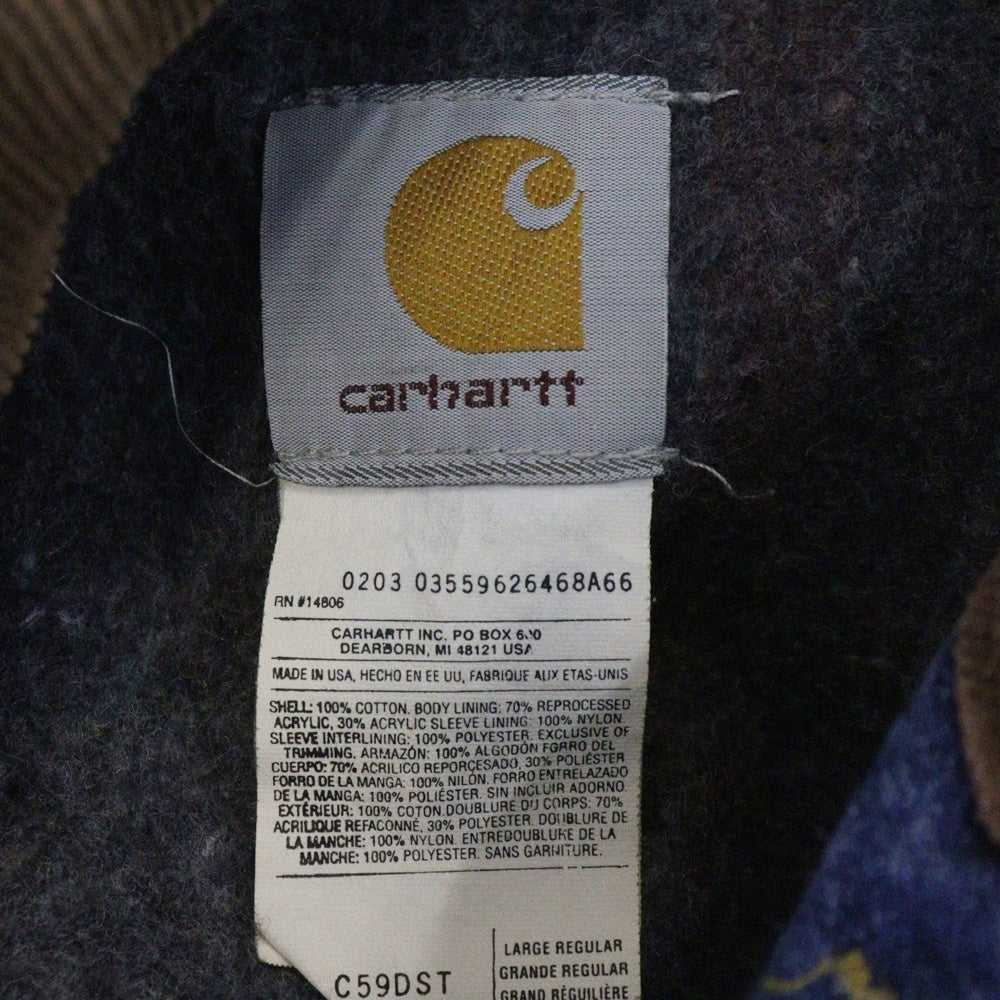 carhartt
0203 03559626468A66
RN #14806
CARHARTT INC. PO BOX
DEARBORN, MI 48121 USA
MADE IN USA, HECHO EN EE UU, FABRIQUE AUX ETAS-UNIS
SHELL: 100% COTTON. BODY LINING: 70% REPROCESSED
ACRYLIC, 30% ACRYLIC SLEEVE LINING: 100% NYLON.
SLEEVE INTERLINING: 100% POLYESTER. EXCLUSIVE OF
TRIMMING. ARMAZÓN: 100% ALGODÓN FORRO DEL
CUERPO: 70% ACRILICO REPORÇESADO, 30% POLIÉSTER
FORRO DE LA MANGA: 100% NILÓN. FORRO ENTRELAZADO
DE LA MANGA: 100% POLIÉSTER. SIN INCLUIR ADORNO.
EXTÉRIEUR: 100% COTON. DOUBLURE DU CORPS: 70%
ACRILIQUE REFAÇONNÉ, 30% POLYESTER. DOUBLURE DE
LA MANCHE: 100% NYLON. ENTREDOUBLURE DE LA
MANCHE: 100% POLYESTER. SANS GARNITURE.
C59DST
LARGE REGULAR
GRANDE REGULAR
GRAND RÉGUILIÈRE